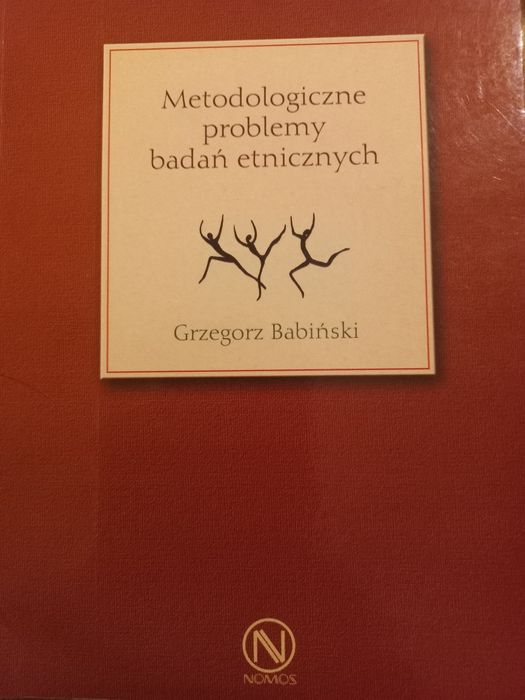 Metodologiczne
problemy
badań etnicznych
Grzegorz Babiński
N
NOMOS